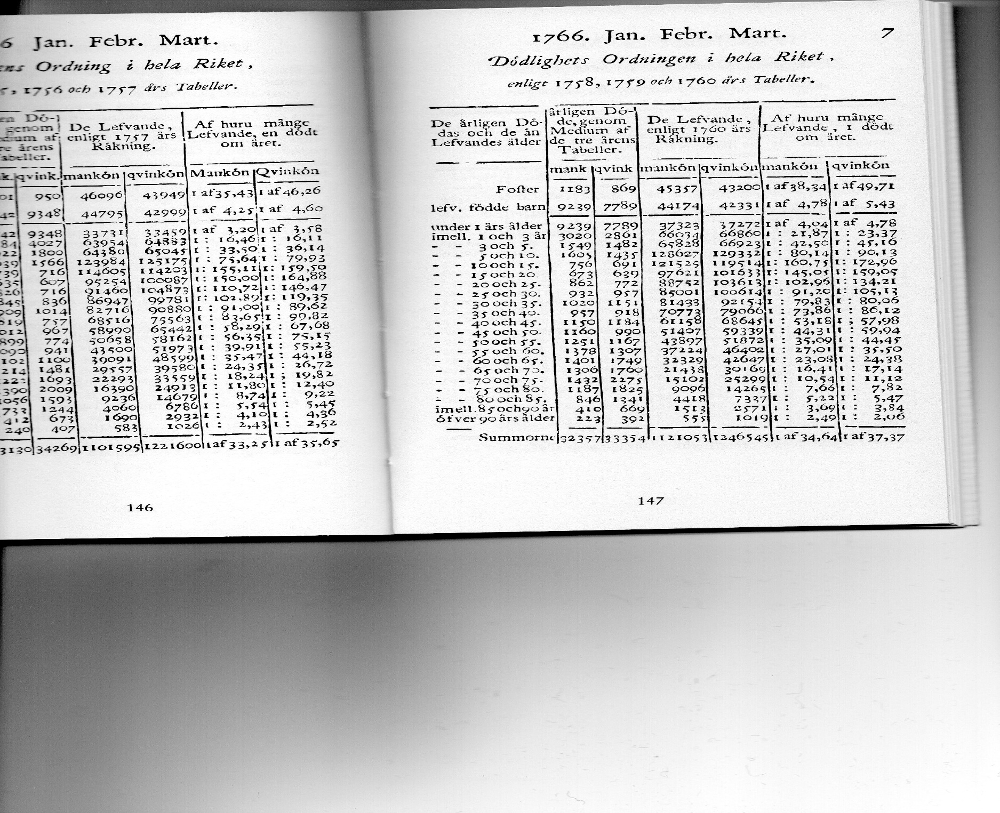 6 Jan. Febr. Mart.
Ordning i hela Riket,
1756 och 1757 års Tabeller.
De Lefvande, enligt 1757 års Räkning.
Af huru månge Lefvande, en dödt om året.
qvink. mankön qvinkön Mankön Qvinkön
950 46096 43949 1 af 35,43 1 af 46,26
9348 44795 42999 1 af 4,25 1 af 4,60
9348 33731 33459 1 af 3,20 1 af 3,58
4027 63954 64883 1 : 16,46 1 : 16,11
1800 64380 65045 1 : 33,50 1 : 36,14
1566 123984 125175 1 : 75,64 1 : 79,93
716 114605 114203 1: 155,11 1: 159,50
607 95254 100087 1: 150,00 1: 164,88
716 91460 104873 1: 110,72 1: 146,47
836 86947 99781 1: 102,89 1: 119,35
1014 82716 90880 1 : 91,00 1 : 89,62
757 68516 75563 1 : 83,65 1 : 99,82
967 58990 65442 1 : 58,29 1 : 67,68
774 50658 58162 1 : 56,35 1 : 75,15
941 43500 51973 1 : 39,91 1 : 55,23
1100 39091 48599 1 : 35,47 1 : 44,18
1481 29557 39580 1 : 24,35 1 : 26,72
1693 22293 33559 1 : 18,24 1 ; 19,82
2009 16390 24913 1 : 11,80 1 : 12,40
1593 9236 14679 1 : 8,74 1 : 9,22
1244 4060 6786 1 : 5,54 1 : 5,45
673 1690 2932 1 : 4,10 1 : 4,36
240 407 583 1026 1 : 2,43 1 : 2,52
34269 1101595 1221600 1 af 33,25 1 af 35,65
146
1766. Jan. Febr. Mart. 7
Dödlighets Ordningen i hela Riket,
enligt 1758, 1759 och 1760 års Tabeller.
De årligen Dödas och de än Lefvandes älder
årligen Döde, genom Medium af de tre årens Tabeller.
De Lefvande, enligt 1760 års Räkning.
Af huru månge Lefvande, 1 dödt om året.
mank qvink mankön qvinkön mankön qvinkön
Foster 1183 869 45357 43200 1 af 38,34 1 af 49,71
lefv. födde barn 9239 7789 44174 42331 1 af 4,78 1 af 5,43
under 1 års ålder 9239 7789 37323 37272 1 af 4,04 1 af 4,78
imell. 1 och 3 år 3020 2861 66034 66860 1 : 21,87 1 : 23,37
- - 3 och 5. 1549 1482 65828 66923 1 : 42,50 1 : 45,16
- - 5 och 10. 1605 1435 128627 129332 1 : 80,14 1 : 90,13
- - 10 och 15. 756 691 121525 119514 1: 160,75 1: 172,96
- - 15 och 20. 673 639 97621 101633 1: 145,05 1: 159,05
- - 20 och 25. 862 772 88752 103613 1: 102,96 1: 134,21
- - 25 och 30. 932 957 85001 100614 1 : 91,20 1: 105,13
- - 30 och 35. 1020 1151 81433 92154 1 : 79,83 1 : 80,06
- - 35 och 40. 957 918 70773 79066 1 : 73,86 1 : 86,12
- - 40 och 45. 1150 1184 61158 68645 1 : 53,18 1 ; 57,98
- - 45 och 50. 1160 990 51407 59339 1 : 44,31 1 : 59,94
- - 50 och 55. 1251 1167 43897 51872 1 : 35,09 1 : 44,45
- - 55 och 60. 1378 1307 37224 46402 1 : 27,01 1 : 35,50
- - 60 och 65. 1401 1749 32329 42647 1 : 23,08 1 : 24,38
- - 65 och 70. 1306 1760 21438 30169 1 : 16,41 1 : 17,14
- - 70 och 75. 1432 2275 15102 25299 1 : 10,54 1 : 11,12
- - 75 och 80. 1187 1825 9096 14265 1 : 7,66 1 : 7,82
- - 80 och 85. 846 1341 4418 7337 1 : 5,22 1 : 5,47
imell. 85 och 90 år 410 669 1513 2571 1 : 3,69 1 : 3,84
öfver 90 års ålder 223 392 555 1019 1 : 2,49 1 : 2,06
Summorne 32357 33354 1121053 1246545 1 af 34,64 1 af 37,37
147